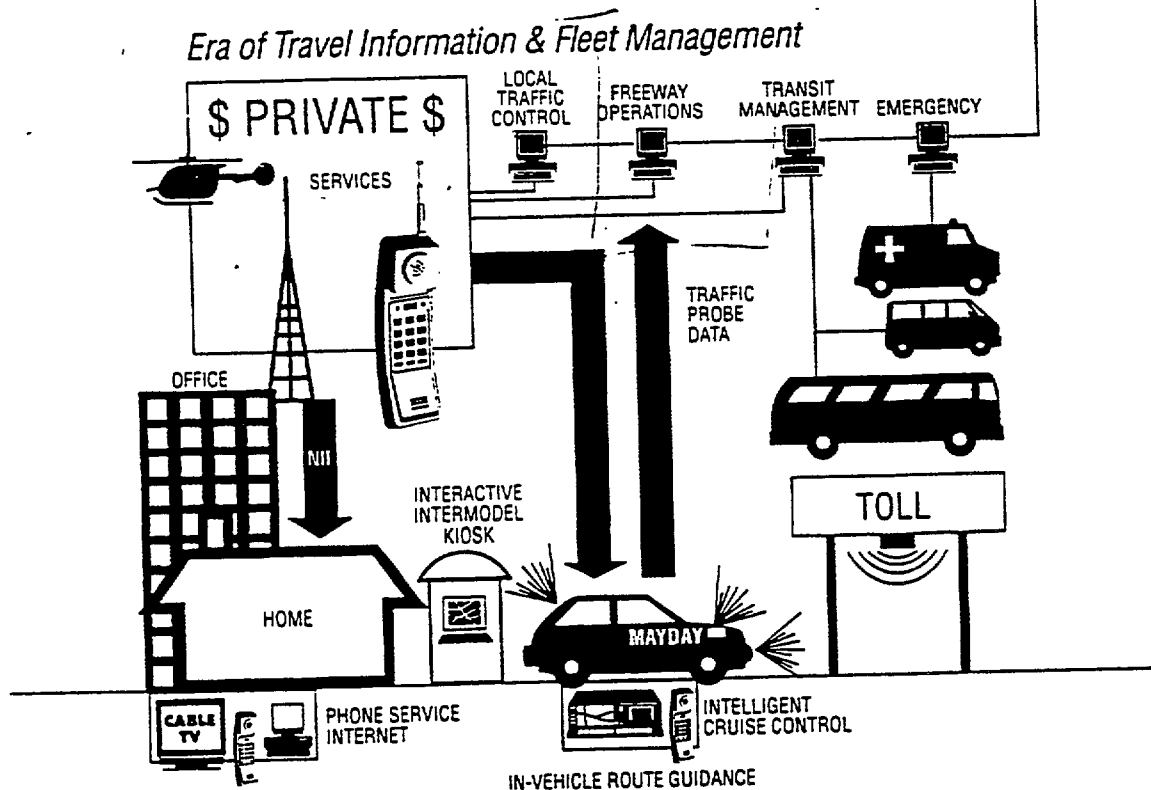 Era of Travel Information & Fleet Management
$ PRIVATE $
SERVICES
LOCAL
TRAFFIC
CONTROL
FREEWAY
OPERATIONS
TRANSIT
MANAGEMENT
EMERGENCY
TRAFFIC
PROBE
DATA
OFFICE
NII
INTERACTIVE
INTERMODEL
KIOSK
TOLL
HOME
MAYDAY
CABLE
TV
PHONE SERVICE
INTERNET
INTELLIGENT
CRUISE CONTROL
IN-VEHICLE ROUTE GUIDANCE